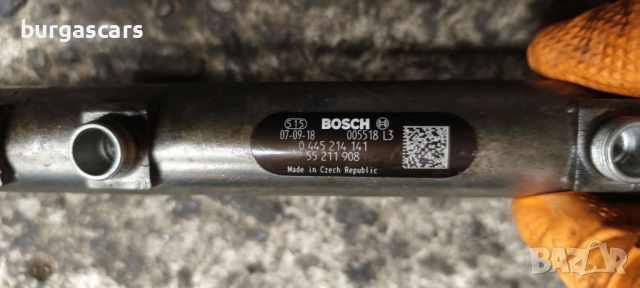 burgascars
515 BOSCH
07-09-18 005518 L3
0 445 214 141
55 211 908
Made in Czech Republic
BAZAR